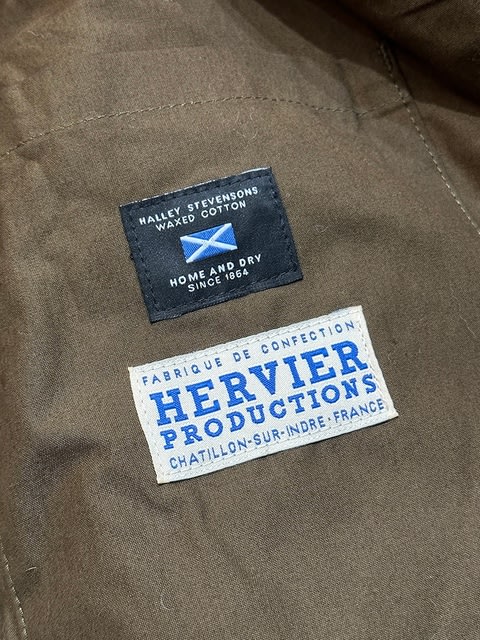 HALLEY STEVENSONS
WAXED COTTON
HOME AND DRY
SINCE 1864
FABRIQUE DE CONFECTION
HERVIER
PRODUCTIONS
CHATILLON-SUR-INDRE·FRANCE